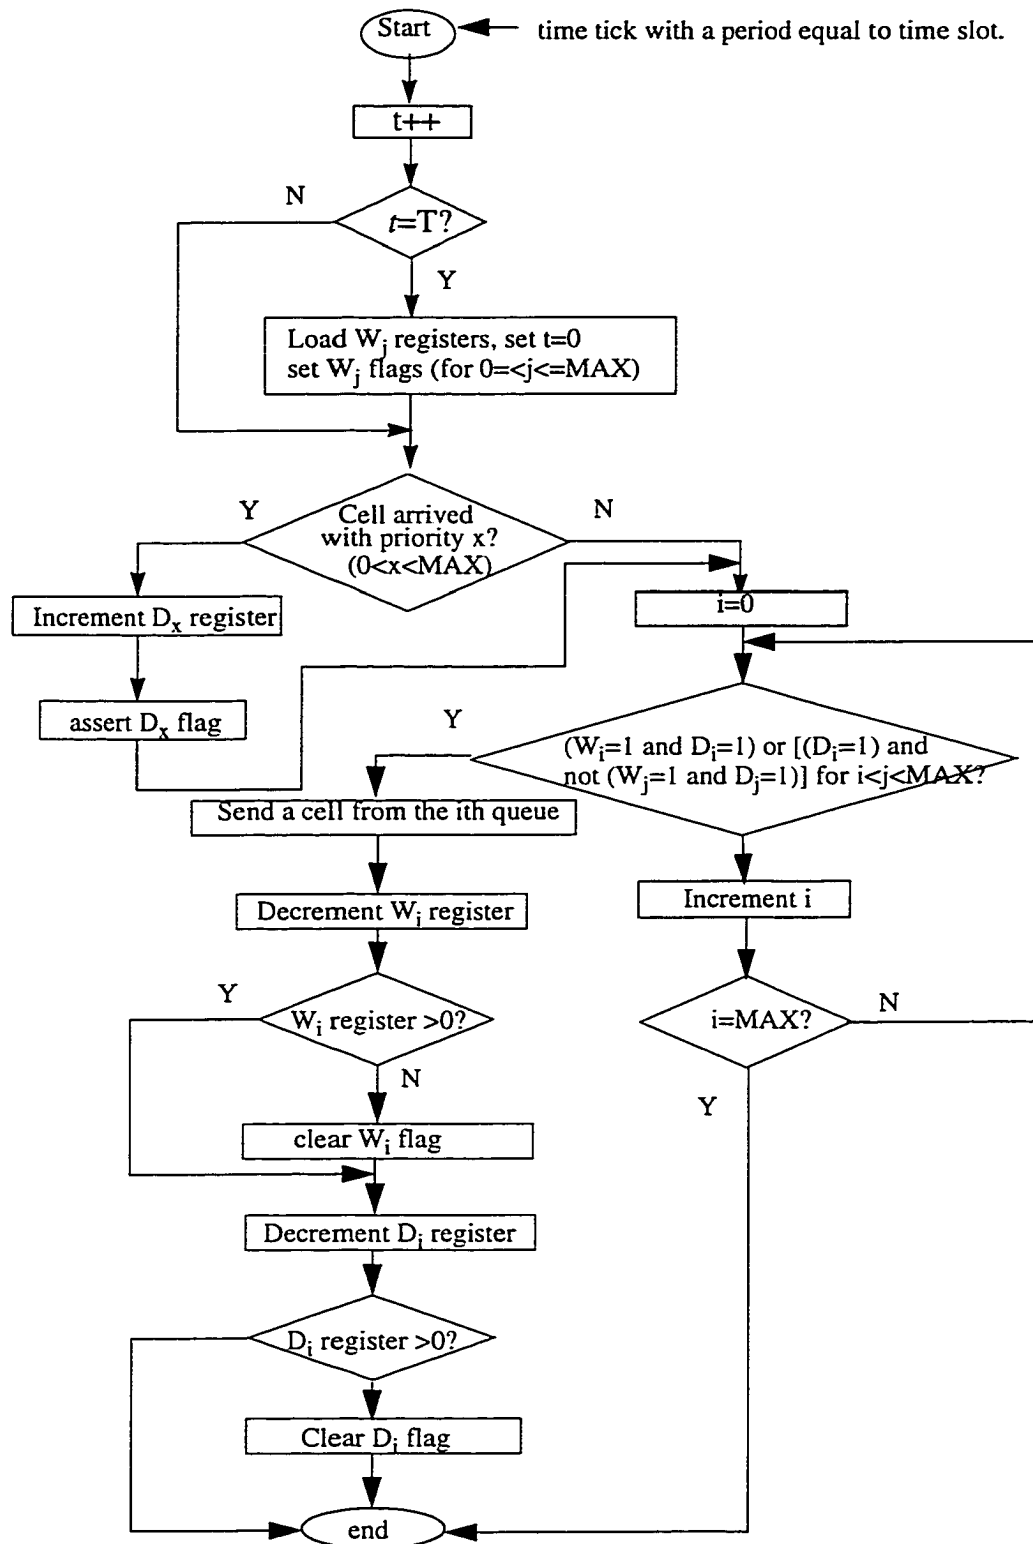 Start
time tick with a period equal to time slot.
t++
N
t=T?
Y
Load Wj registers, set t=0
set Wj flags (for 0=<j<=MAX)
Y
Cell arrived
with priority x?
(0<x<MAX)
N
Increment Dx register
i=0
assert Dx flag
Y
(Wi=1 and Di=1) or [(Di=1) and
not (Wj=1 and Dj=1)] for i<j<MAX?
Send a cell from the ith queue
Increment i
Decrement Wi register
Y
Wi register >0?
i=MAX?
N
N
Y
clear Wi flag
Decrement Di register
Di register >0?
Clear Di flag
end